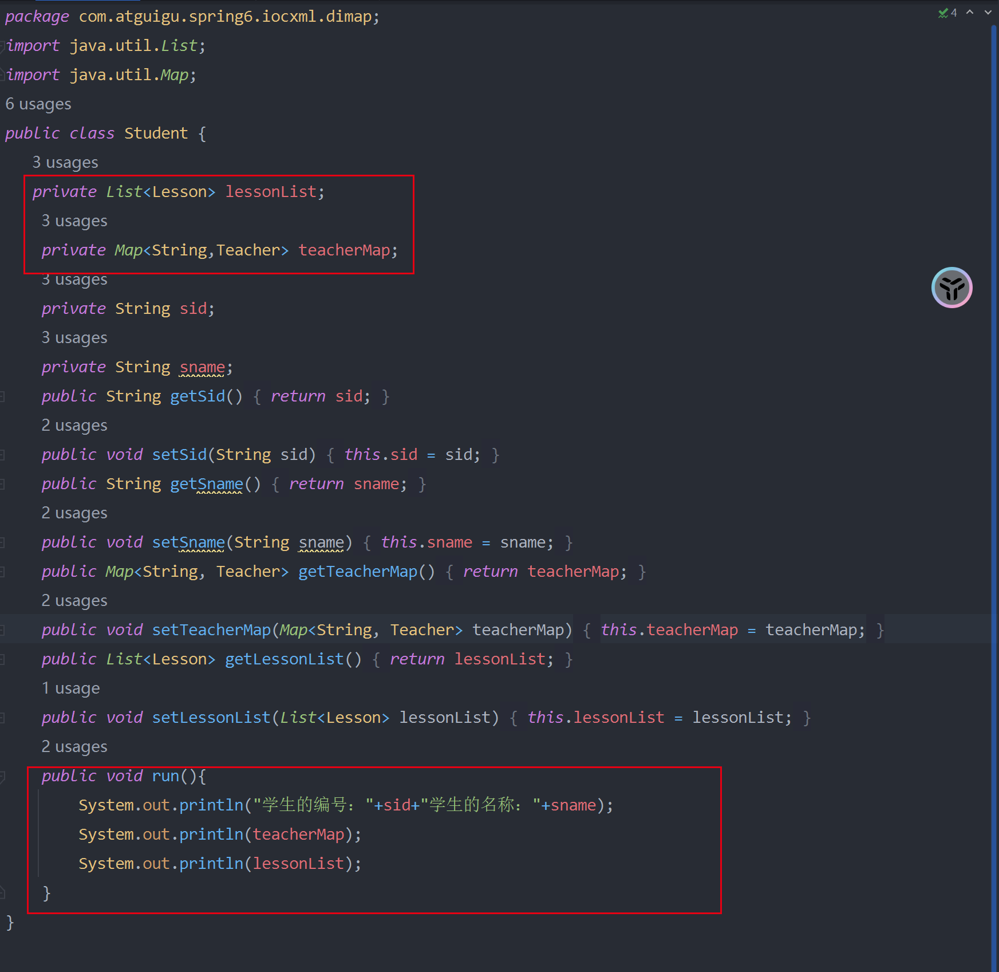 package com.atguigu.spring6.iocxml.dimap;
4
import java.util.List;
import java.util.Map;
6 usages
public class Student {
3 usages
private List<Lesson> lessonList;
3 usages
private Map<String,Teacher> teacherMap;
3 usages
private String sid;
3 usages
private String sname;
public String getSid() { return sid; }
2 usages
public void setSid(String sid) { this.sid = sid; }
public String getSname() { return sname; }
2 usages
public void setSname(String sname) { this.sname = sname; }
public Map<String, Teacher> getTeacherMap() { return teacherMap; }
2 usages
public void setTeacherMap(Map<String, Teacher> teacherMap) { this.teacherMap = teacherMap; }
public List<Lesson> getLessonList() { return lessonList; }
1 usage
public void setLessonList(List<Lesson> lessonList) { this.lessonList = lessonList; }
2 usages
public void run(){
System.out.println("学生的编号："+sid+"学生的名称："+sname);
System.out.println(teacherMap);
System.out.println(lessonList);
}
}